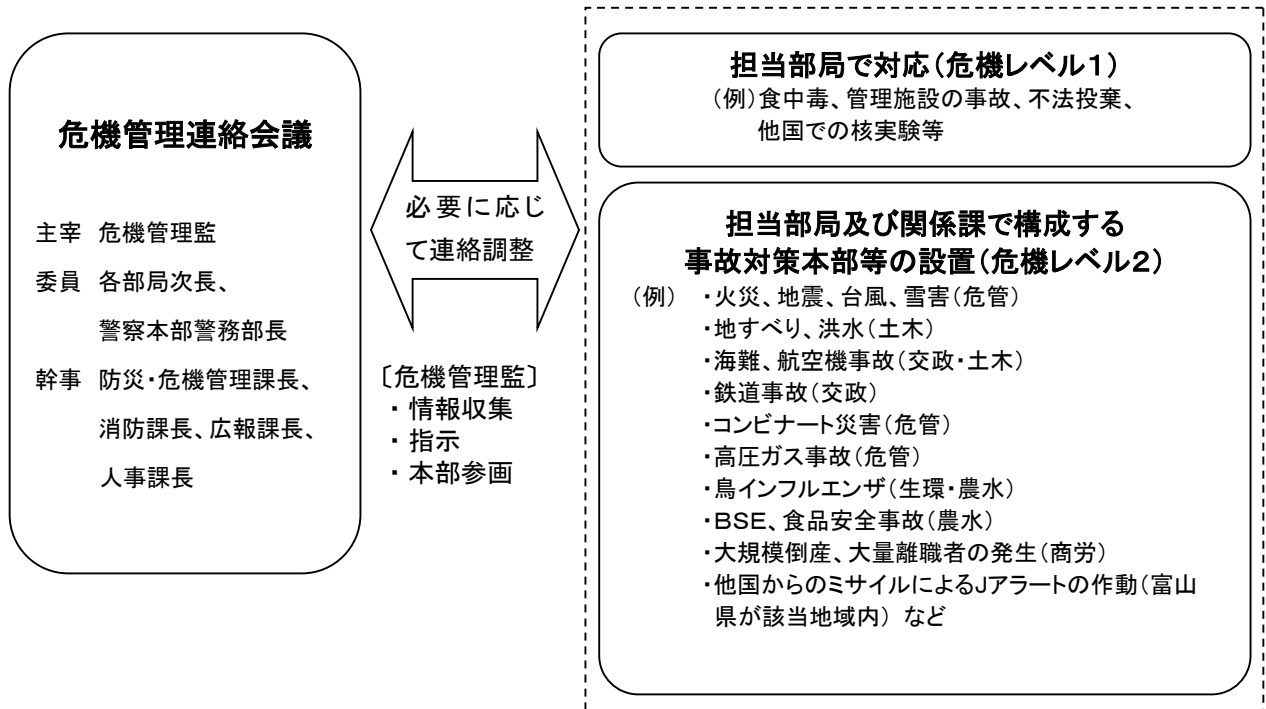 危機管理連絡会議
主宰 危機管理監
委員 各部局次長、
警察本部警務部長
幹事 防災・危機管理課長、
消防課長、広報課長、
人事課長
必要に応じ
て連絡調整
〔危機管理監〕
・情報収集
・指示
・本部参画
担当部局で対応(危機レベル1)
(例)食中毒、管理施設の事故、不法投棄、
他国での核実験等
担当部局及び関係課で構成する
事故対策本部等の設置(危機レベル2)
(例) ・火災、地震、台風、雪害(危管)
・地すべり、洪水(土木)
・海難、航空機事故(交政・土木)
・鉄道事故(交政)
・コンビナート災害(危管)
・高圧ガス事故(危管)
・鳥インフルエンザ(生環・農水)
・BSE、食品安全事故(農水)
・大規模倒産、大量離職者の発生(商労)
・他国からのミサイルによるJアラートの作動(富山
県が該当地域内) など